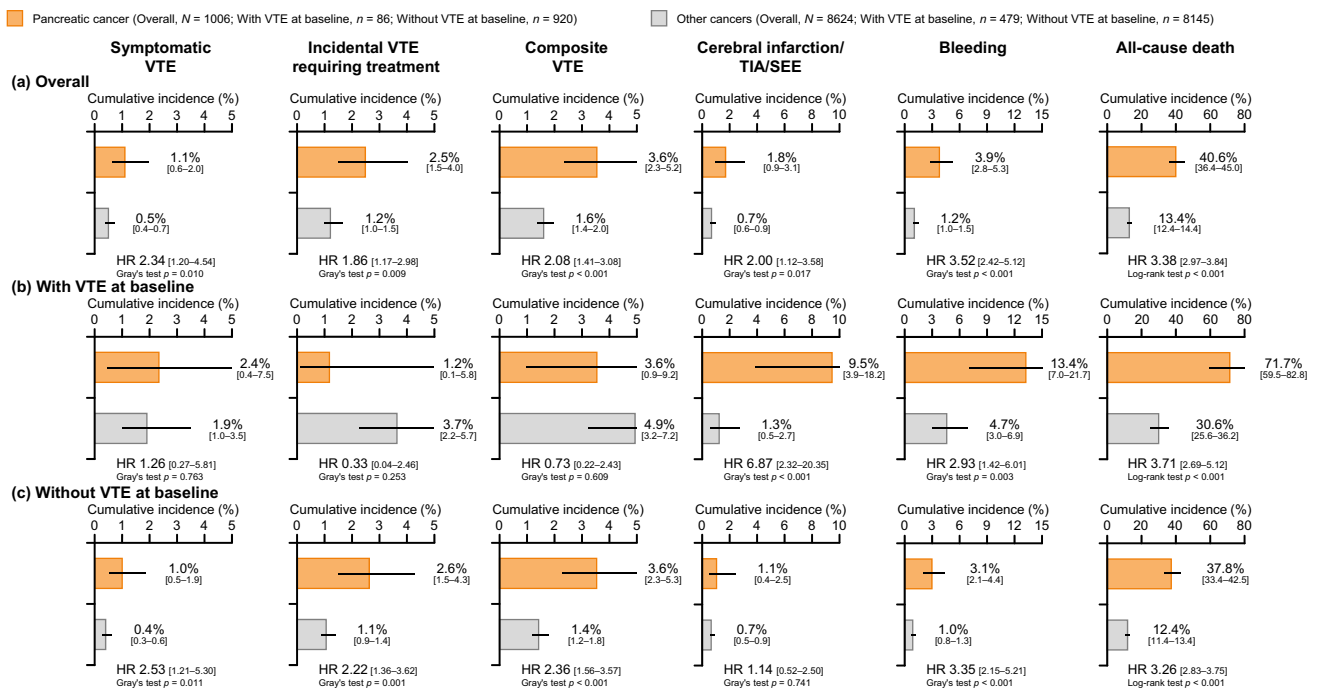 Pancreatic cancer (Overall, N = 1006; With VTE at baseline, n = 86; Without VTE at baseline, n = 920)
Other cancers (Overall, N = 8624; With VTE at baseline, n = 479; Without VTE at baseline, n = 8145)
Symptomatic VTE
Incidental VTE requiring treatment
Composite VTE
Cerebral infarction/ TIA/SEE
Bleeding
All-cause death
(a) Overall
Cumulative incidence (%) Cumulative incidence (%) Cumulative incidence (%) Cumulative incidence (%) Cumulative incidence (%) Cumulative incidence (%)
0 1 2 3 4 5 0 1 2 3 4 5 0 1 2 3 4 5 0 2 4 6 8 10 0 3 6 9 12 15 0 20 40 60 80
1.1% 2.5% 3.6% 1.8% 3.9% 40.6%
[0.6–2.0] [1.5–4.0] [2.3–5.2] [0.9–3.1] [2.8–5.3] [36.4–45.0]
0.5% 1.2% 1.6% 0.7% 1.2% 13.4%
[0.4–0.7] [1.0–1.5] [1.4–2.0] [0.6–0.9] [1.0–1.5] [12.4–14.4]
HR 2.34 [1.20–4.54] HR 1.86 [1.17–2.98] HR 2.08 [1.41–3.08] HR 2.00 [1.12–3.58] HR 3.52 [2.42–5.12] HR 3.38 [2.97–3.84]
Gray's test p = 0.010 Gray's test p = 0.009 Gray's test p < 0.001 Gray's test p = 0.017 Gray's test p < 0.001 Log-rank test p < 0.001
(b) With VTE at baseline
Cumulative incidence (%) Cumulative incidence (%) Cumulative incidence (%) Cumulative incidence (%) Cumulative incidence (%) Cumulative incidence (%)
0 1 2 3 4 5 0 1 2 3 4 5 0 1 2 3 4 5 0 2 4 6 8 10 0 3 6 9 12 15 0 20 40 60 80
2.4% 1.2% 3.6% 9.5% 13.4% 71.7%
[0.4–7.5] [0.1–5.8] [0.9–9.2] [3.9–18.2] [7.0–21.7] [59.5–82.8]
1.9% 3.7% 4.9% 1.3% 4.7% 30.6%
[1.0–3.5] [2.2–5.7] [3.2–7.2] [0.5–2.7] [3.0–6.9] [25.6–36.2]
HR 1.26 [0.27–5.81] HR 0.33 [0.04–2.46] HR 0.73 [0.22–2.43] HR 6.87 [2.32–20.35] HR 2.93 [1.42–6.01] HR 3.71 [2.69–5.12]
Gray's test p = 0.763 Gray's test p = 0.253 Gray's test p = 0.609 Gray's test p < 0.001 Gray's test p = 0.003 Log-rank test p < 0.001
(c) Without VTE at baseline
Cumulative incidence (%) Cumulative incidence (%) Cumulative incidence (%) Cumulative incidence (%) Cumulative incidence (%) Cumulative incidence (%)
0 1 2 3 4 5 0 1 2 3 4 5 0 1 2 3 4 5 0 2 4 6 8 10 0 3 6 9 12 15 0 20 40 60 80
1.0% 2.6% 3.6% 1.1% 3.1% 37.8%
[0.5–1.9] [1.5–4.3] [2.3–5.3] [0.4–2.5] [2.1–4.4] [33.4–42.5]
0.4% 1.1% 1.4% 0.7% 1.0% 12.4%
[0.3–0.6] [0.9–1.4] [1.2–1.8] [0.5–0.9] [0.8–1.3] [11.4–13.4]
HR 2.53 [1.21–5.30] HR 2.22 [1.36–3.62] HR 2.36 [1.56–3.57] HR 1.14 [0.52–2.50] HR 3.35 [2.15–5.21] HR 3.26 [2.83–3.75]
Gray's test p = 0.011 Gray's test p = 0.001 Gray's test p < 0.001 Gray's test p = 0.741 Gray's test p < 0.001 Log-rank test p < 0.001